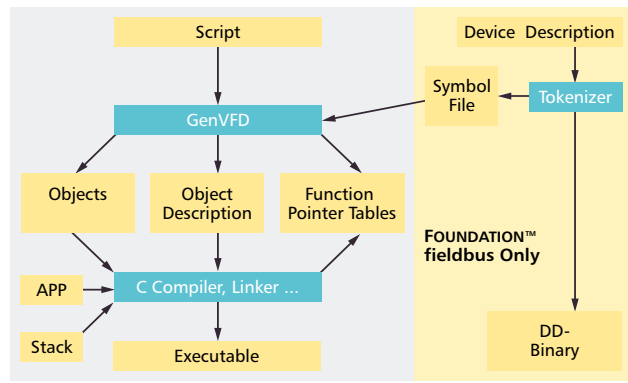 Script
Device Description
Symbol
File
Tokenizer
GenVFD
Objects
Object
Description
Function
Pointer Tables
FOUNDATION™
fieldbus Only
APP
C Compiler, Linker ...
Stack
Executable
DD-
Binary